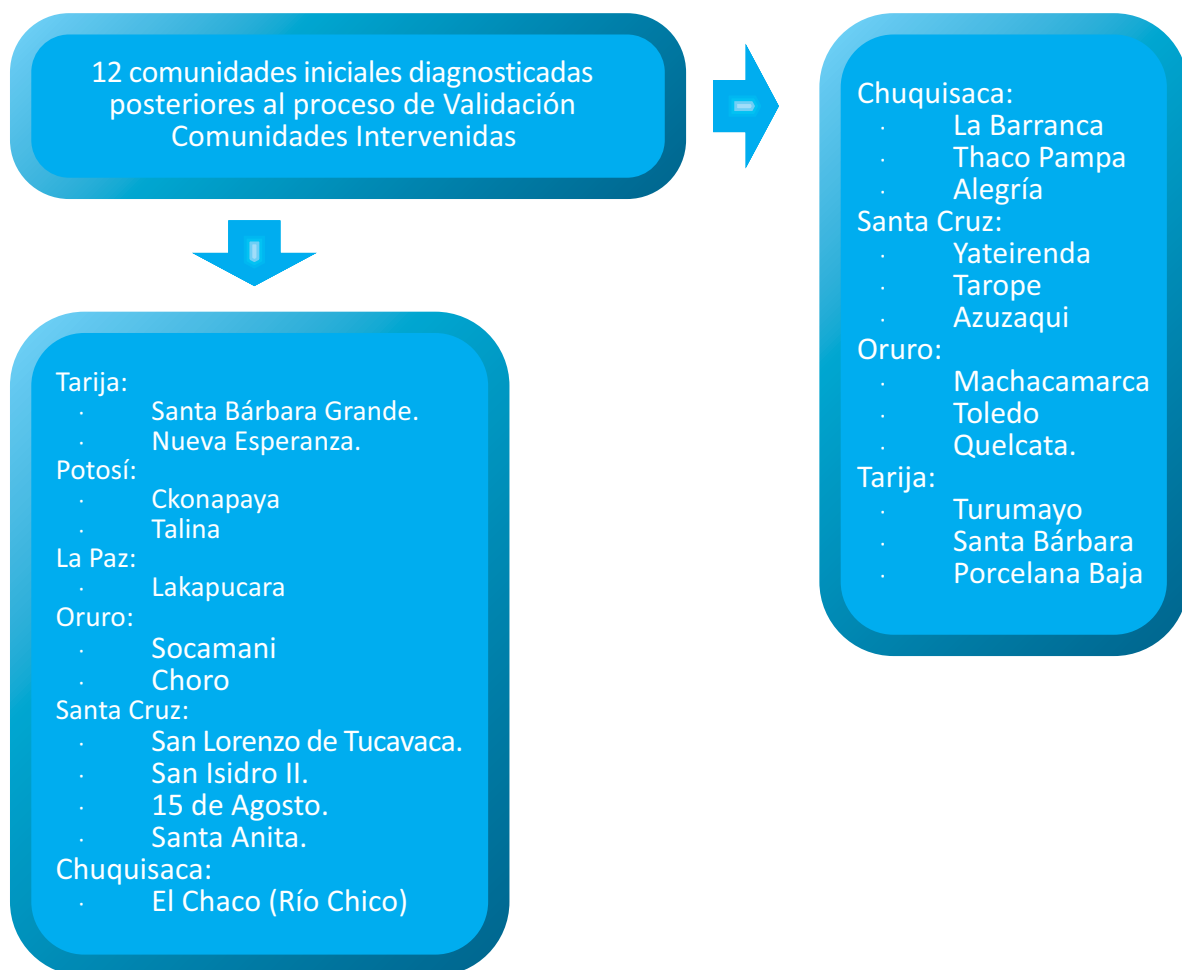 12 comunidades iniciales diagnosticadas
posteriores al proceso de Validación
Comunidades Intervenidas
Chuquisaca:
· La Barranca
· Thaco Pampa
· Alegría
Santa Cruz:
· Yateirenda
· Tarope
· Azuzaqui
Oruro:
· Machacamarca
· Toledo
· Quelcata.
Tarija:
· Turumayo
· Santa Bárbara
· Porcelana Baja
Tarija:
· Santa Bárbara Grande.
· Nueva Esperanza.
Potosí:
· Ckonapaya
· Talina
La Paz:
· Lakapucara
Oruro:
· Socamani
· Choro
Santa Cruz:
· San Lorenzo de Tucavaca.
· San Isidro II.
· 15 de Agosto.
· Santa Anita.
Chuquisaca:
· El Chaco (Río Chico)